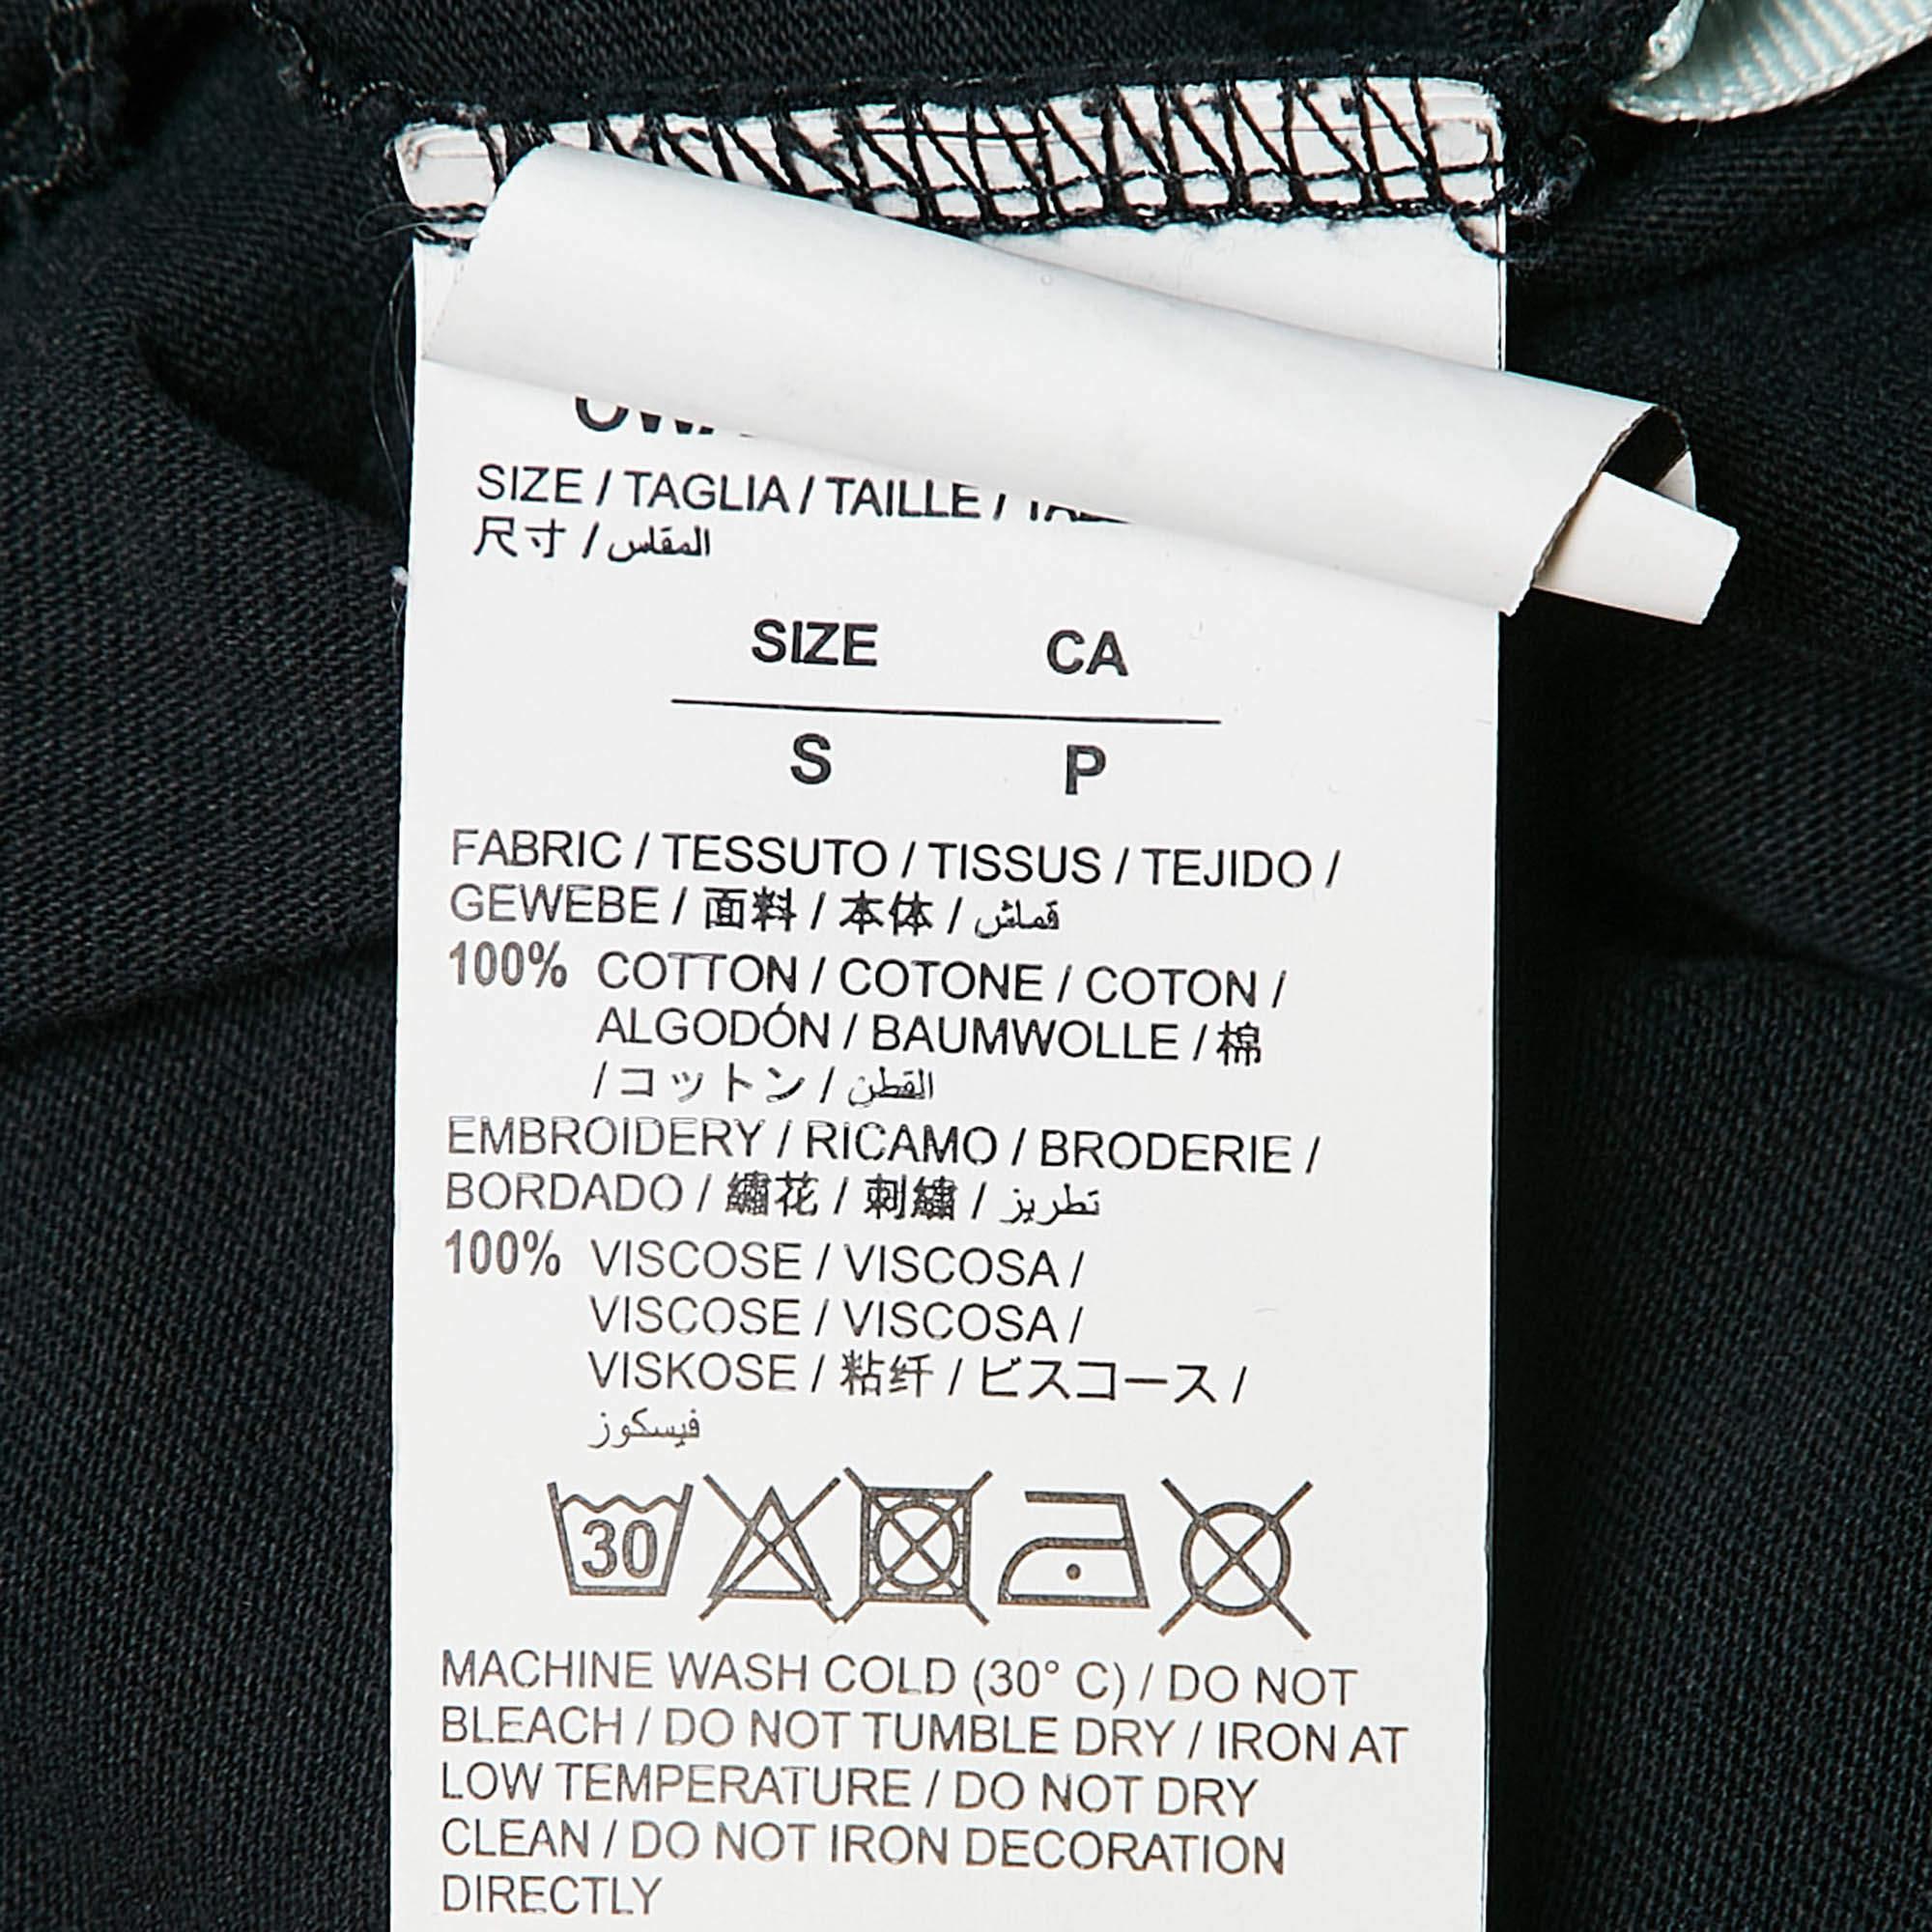 SIZE / TAGLIA / TAILLE /
尺寸 / المقاس
SIZE CA
S P
FABRIC / TESSUTO / TISSUS / TEJIDO /
GEWEBE / 面料 / 本体 / قماش
100% COTTON / COTONE / COTON /
ALGODÓN / BAUMWOLLE / 棉
/ コットン / القطن
EMBROIDERY / RICAMO / BRODERIE /
BORDADO / 繡花 / 刺繍 / تطريز
100% VISCOSE / VISCOSA /
VISCOSE / VISCOSA /
VISKOSE / 粘纤 / ビスコース /
فيسكوز
30
MACHINE WASH COLD (30° C) / DO NOT
BLEACH / DO NOT TUMBLE DRY / IRON AT
LOW TEMPERATURE / DO NOT DRY
CLEAN / DO NOT IRON DECORATION
DIRECTLY